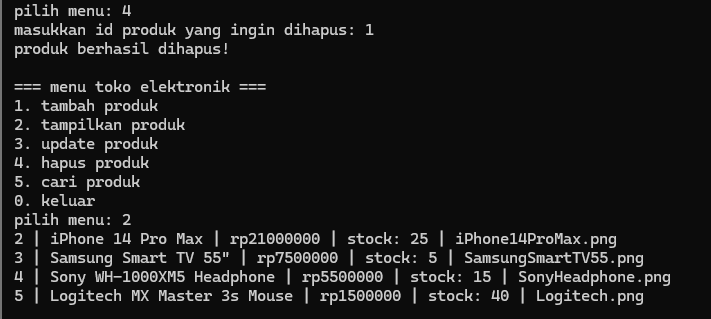 pilih menu: 4
masukkan id produk yang ingin dihapus: 1
produk berhasil dihapus!

=== menu toko elektronik ===
1. tambah produk
2. tampilkan produk
3. update produk
4. hapus produk
5. cari produk
0. keluar
pilih menu: 2
2 | iPhone 14 Pro Max | rp21000000 | stock: 25 | iPhone14ProMax.png
3 | Samsung Smart TV 55" | rp7500000 | stock: 5 | SamsungSmartTV55.png
4 | Sony WH-1000XM5 Headphone | rp5500000 | stock: 15 | SonyHeadphone.png
5 | Logitech MX Master 3s Mouse | rp1500000 | stock: 40 | Logitech.png